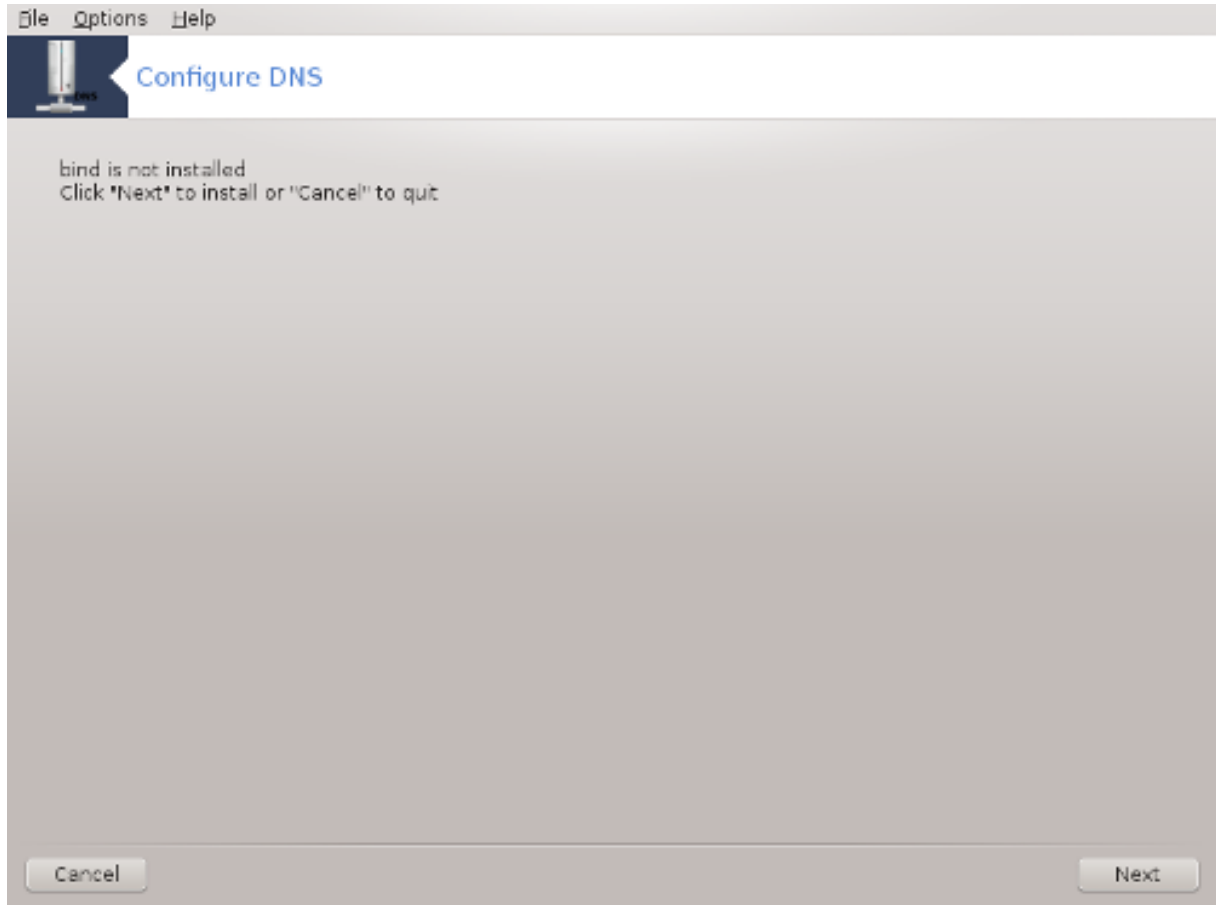 File Options Help
DNS
Configure DNS
bind is not installed
Click "Next" to install or "Cancel" to quit
Cancel Next